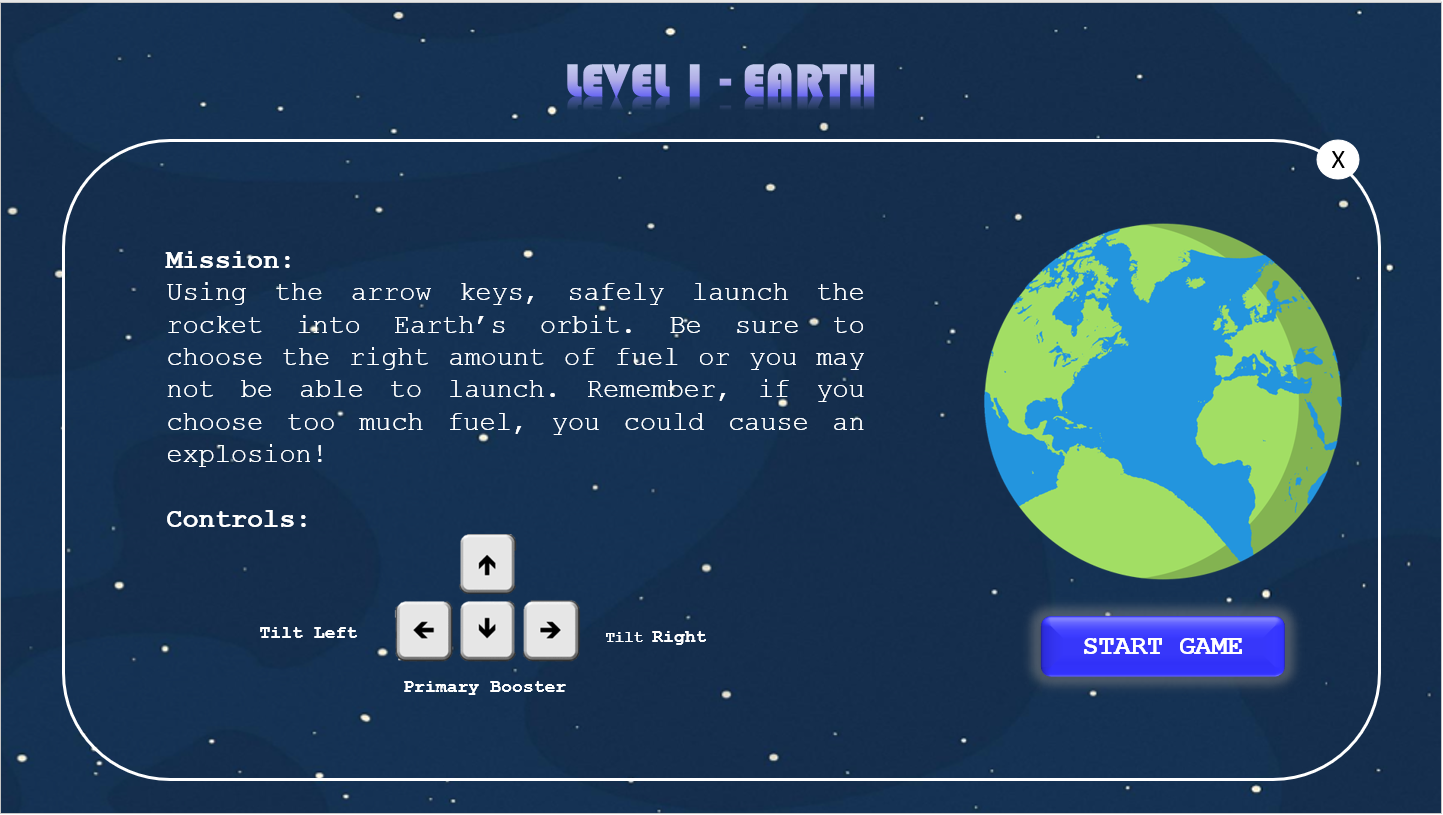 LEVEL 1 - EARTH
X
Mission:
Using the arrow keys, safely launch the
rocket into Earth’s orbit. Be sure to
choose the right amount of fuel or you may
not be able to launch. Remember, if you
choose too much fuel, you could cause an
explosion!
Controls:
Tilt Left
Tilt Right
Primary Booster
START GAME